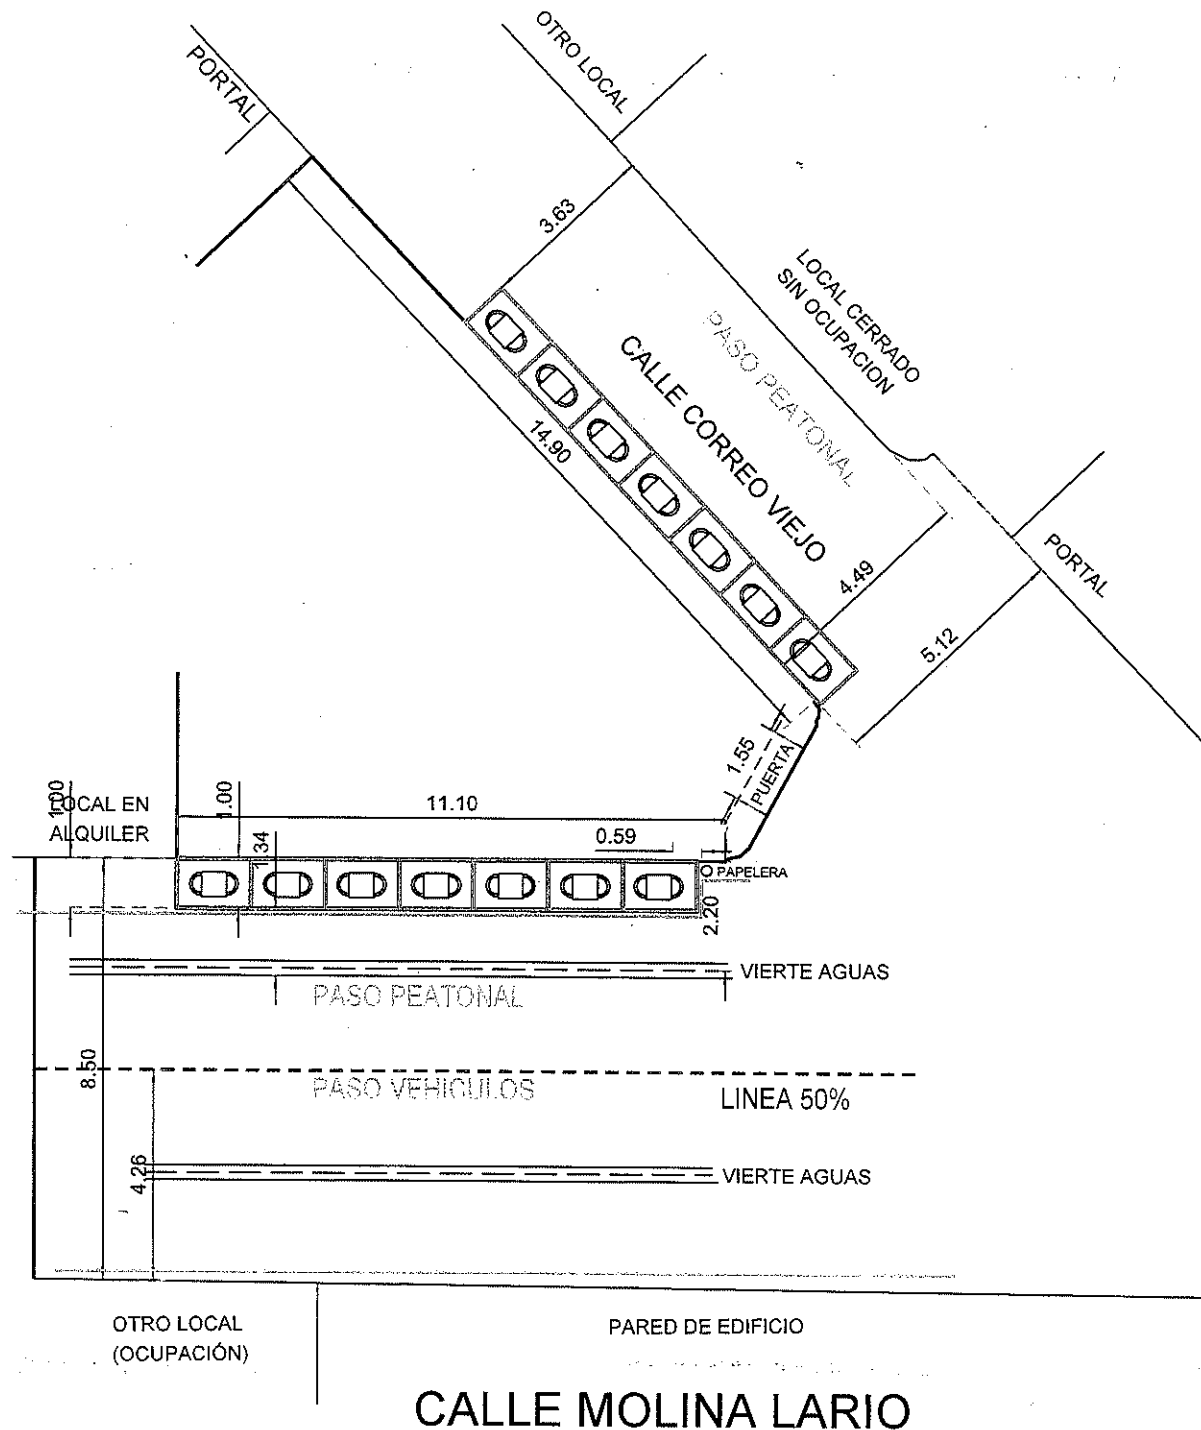 OTRO LOCAL
PORTAL
3.63
LOCAL CERRADO
SIN OCUPACION
PASO PEATONAL
CALLE CORREO VIEJO
14.90
4.49
PORTAL
5.12
1.55
PUERTA
1.00
LOCAL EN
ALQUILER
1.00
11.10
1.34
0.59
PAPELERA
2.20
VIERTE AGUAS
PASO PEATONAL
8.50
PASO VEHICULOS
LINEA 50%
4.26
VIERTE AGUAS
OTRO LOCAL
(OCUPACIÓN)
PARED DE EDIFICIO
CALLE MOLINA LARIO